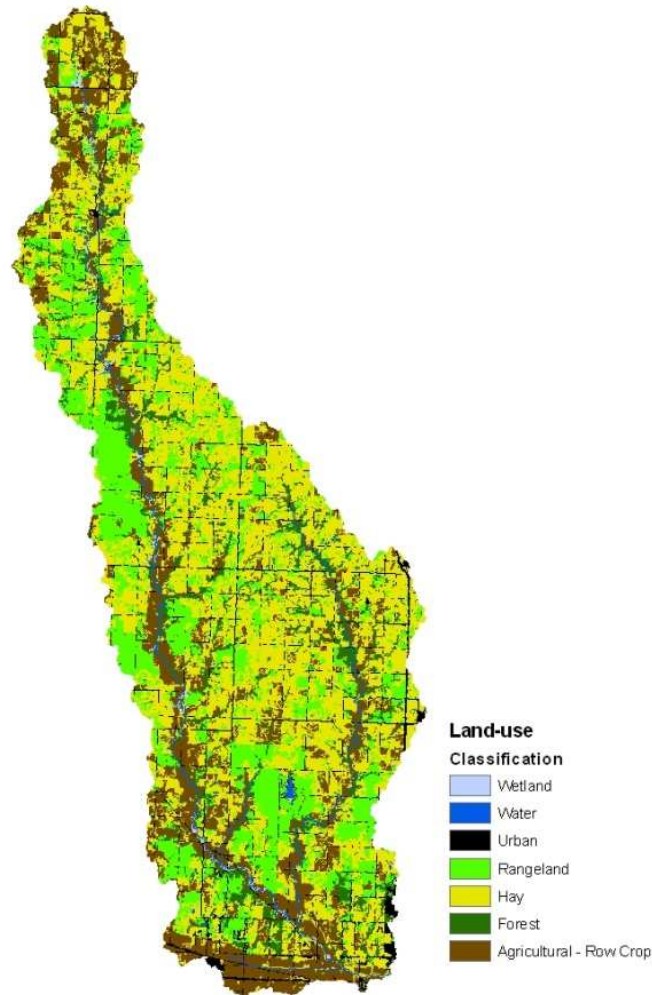 Land-use
Classification
Wetland
Water
Urban
Rangeland
Hay
Forest
Agricultural - Row Crop